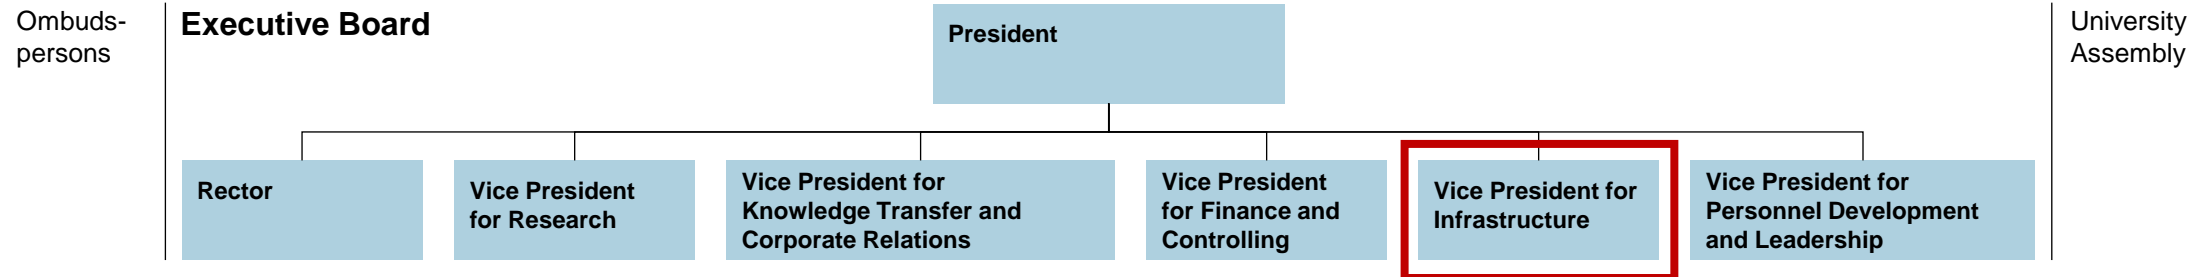 Ombuds-
persons
Executive Board
President
University
Assembly
Rector
Vice President
for Research
Vice President for
Knowledge Transfer and
Corporate Relations
Vice President
for Finance and
Controlling
Vice President for
Infrastructure
Vice President for
Personnel Development
and Leadership